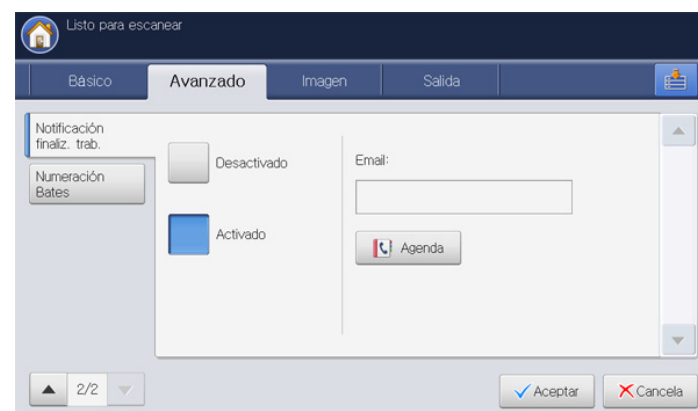 Listo para escanear
Básico
Avanzado
Imagen
Salida
Notificación
finaliz. trab.
Numeración
Bates
Desactivado
Activado
Email:
Agenda
2/2
Aceptar
Cancela